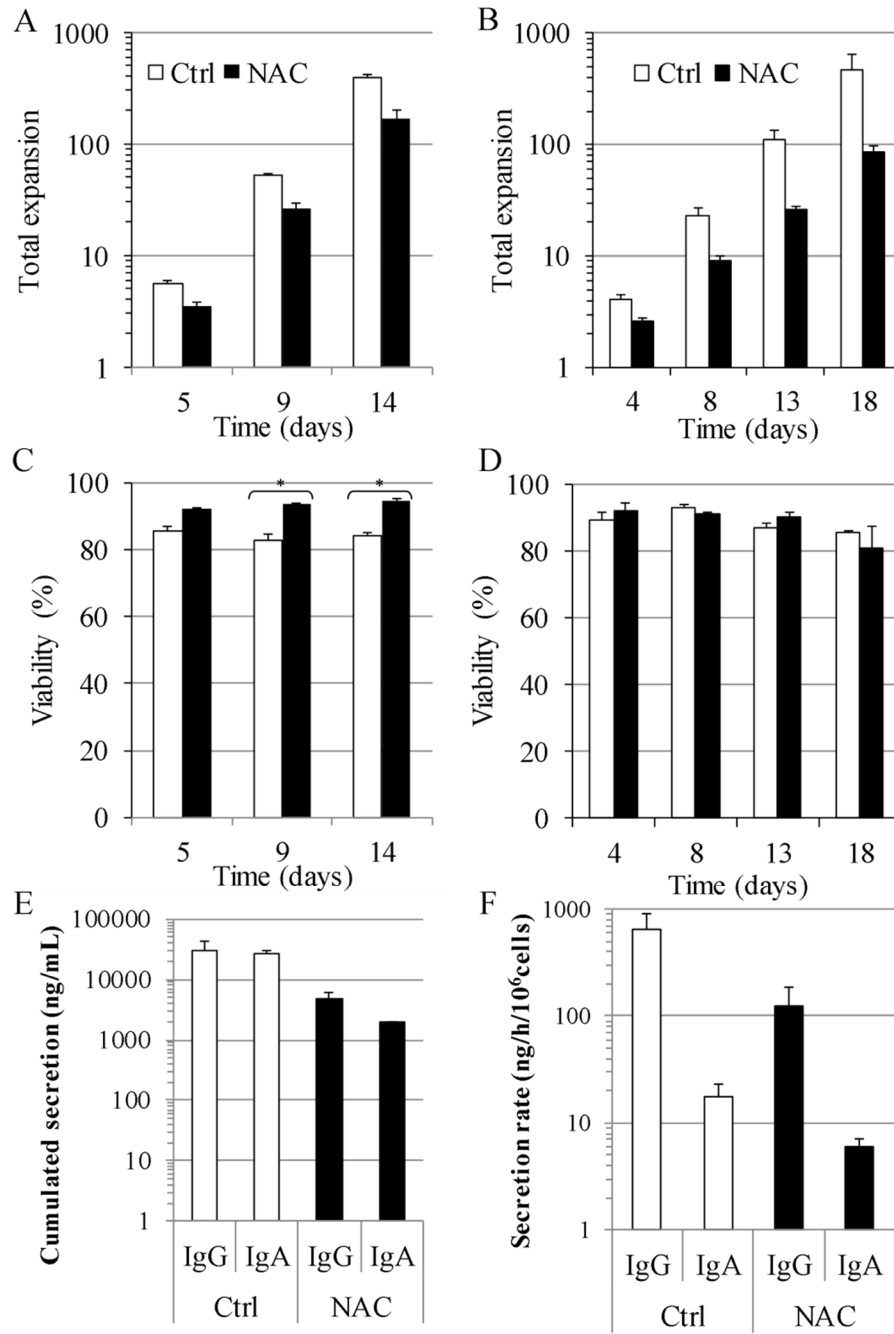 A
1000
100
10
1
Total expansion
Ctrl NAC
5 9 14
Time (days)
B
1000
100
10
1
Total expansion
Ctrl NAC
4 8 13 18
Time (days)
C
100
80
60
40
20
0
Viability (%)
* *
5 9 14
Time (days)
D
100
80
60
40
20
0
Viability (%)
4 8 13 18
Time (days)
E
100000
10000
1000
100
10
1
Cumulated secretion (ng/mL)
IgG IgA IgG IgA
Ctrl NAC
F
1000
100
10
1
Secretion rate (ng/h/10⁶cells)
IgG IgA IgG IgA
Ctrl NAC